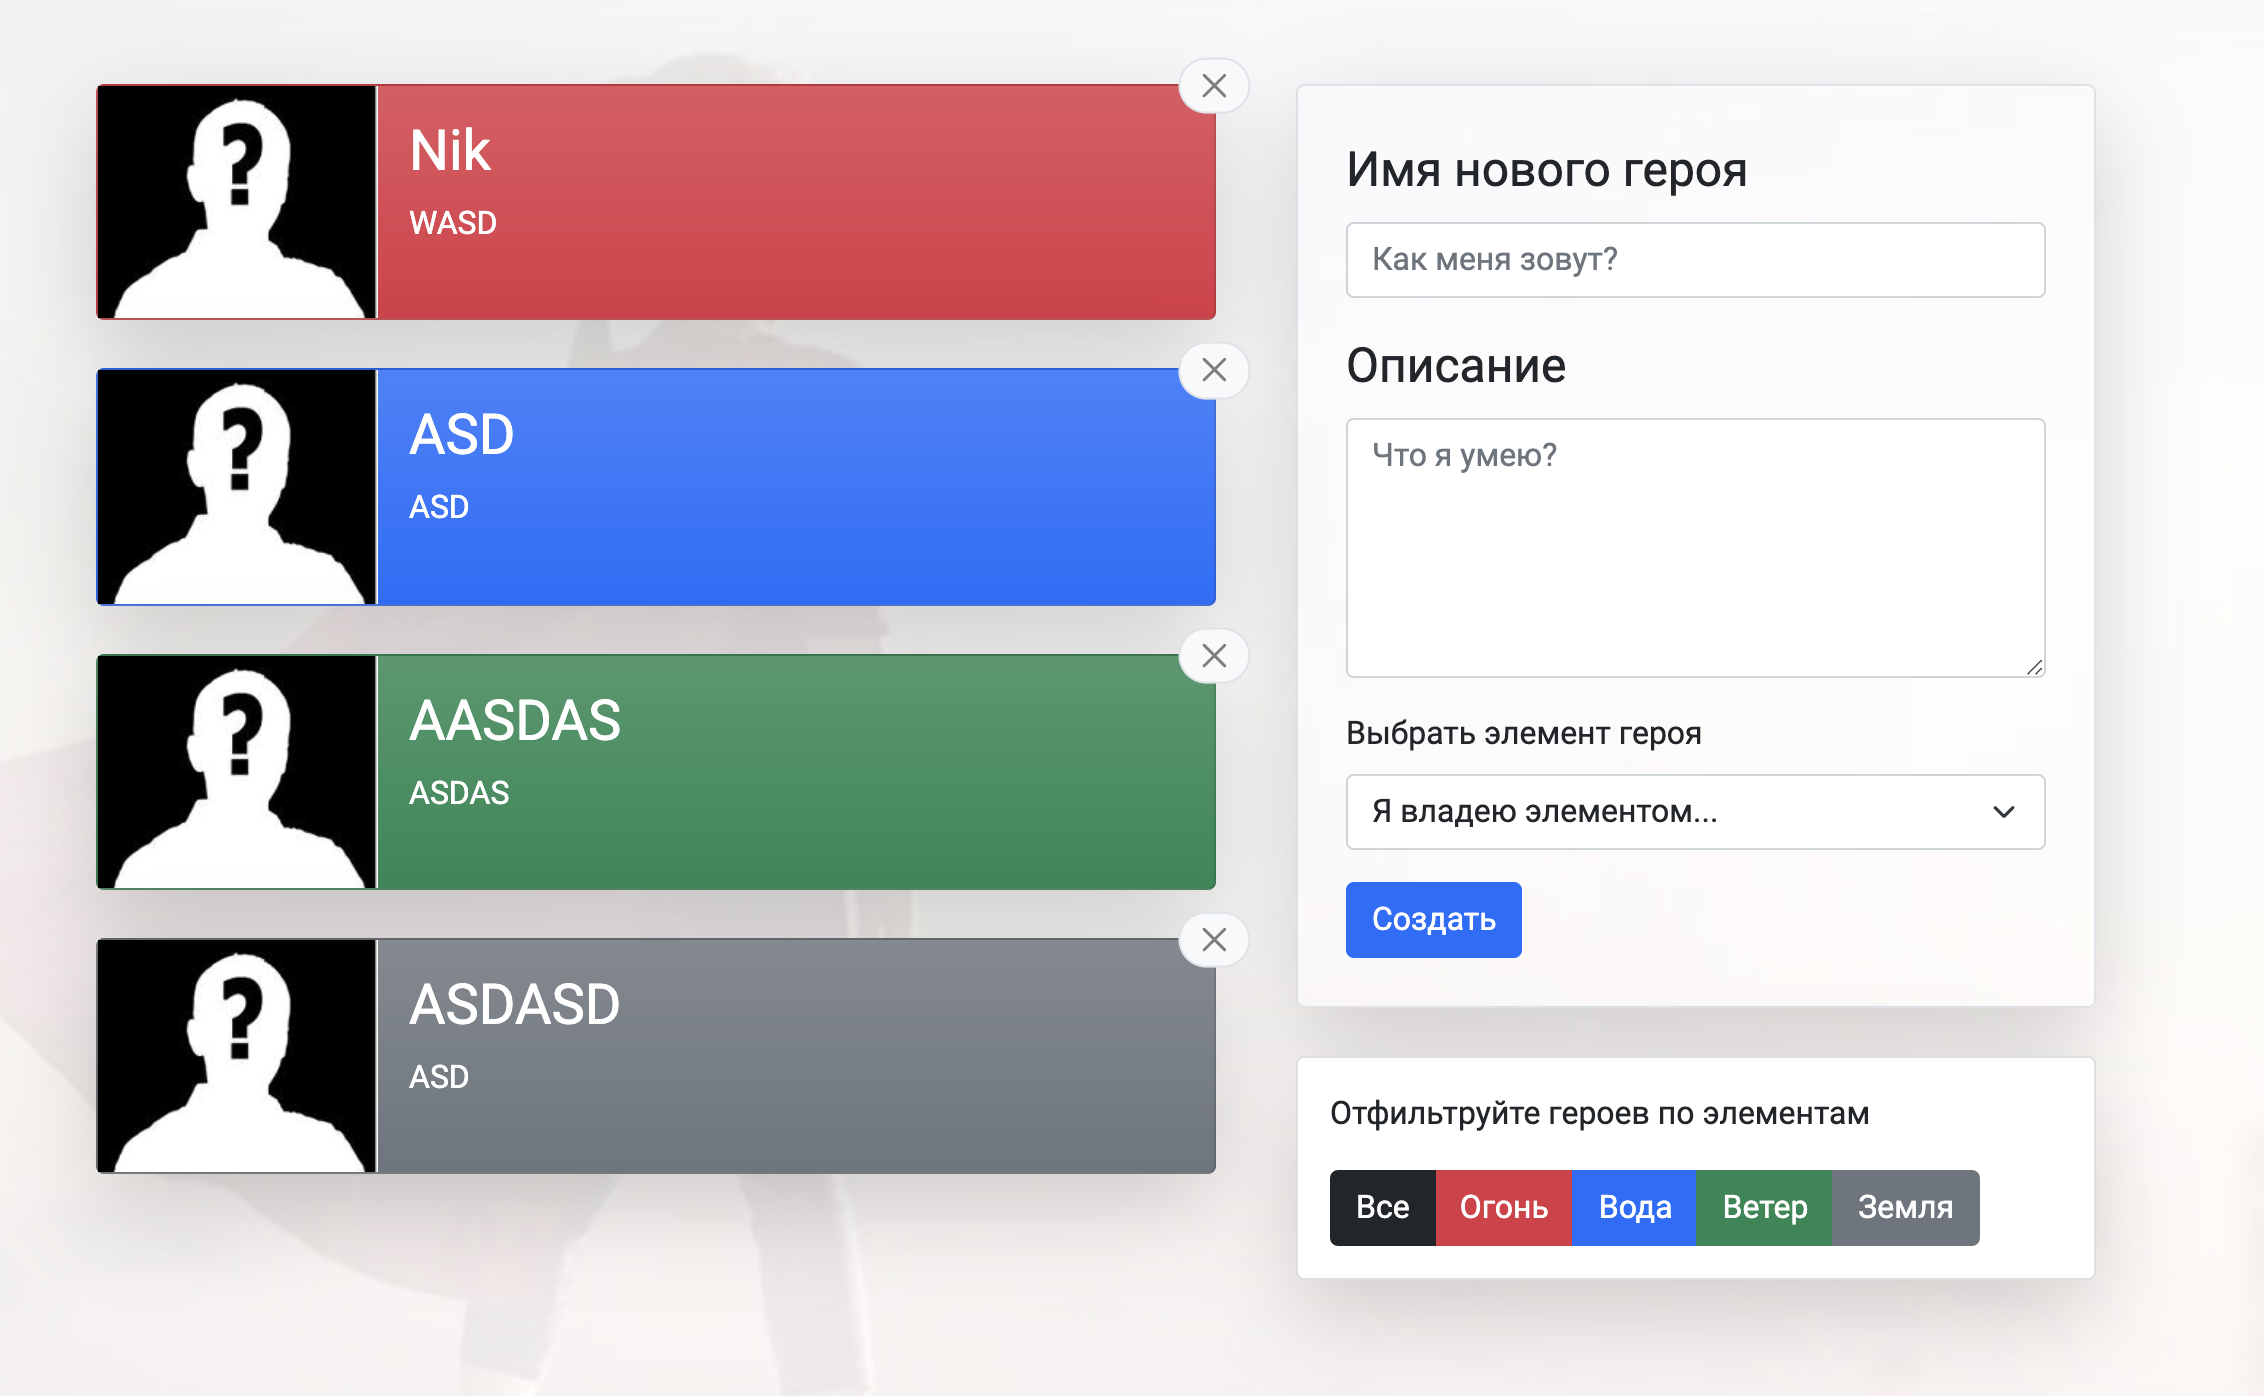 Nik
WASD
ASD
ASD
AASDAS
ASDAS
ASDASD
ASD
Имя нового героя
Как меня зовут?
Описание
Что я умею?
Выбрать элемент героя
Я владею элементом...
Создать
Отфильтруйте героев по элементам
Все Огонь Вода Ветер Земля